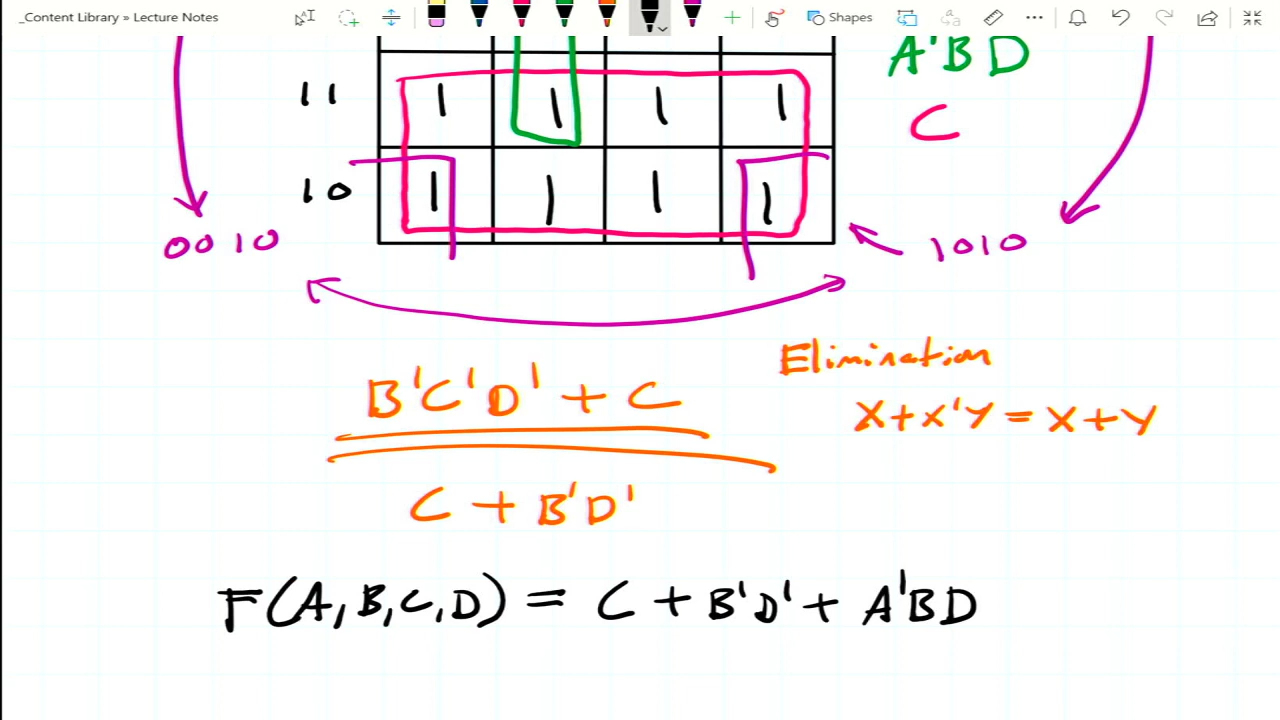 _Content Library » Lecture Notes
Shapes
A'BD
11 1 1 1 1
C
10 1 1 1 1
0010
1010
Elimination
B'C'D' + C
X+X'Y = X+Y
C + B'D'
F(A,B,C,D) = C + B'D' + A'BD